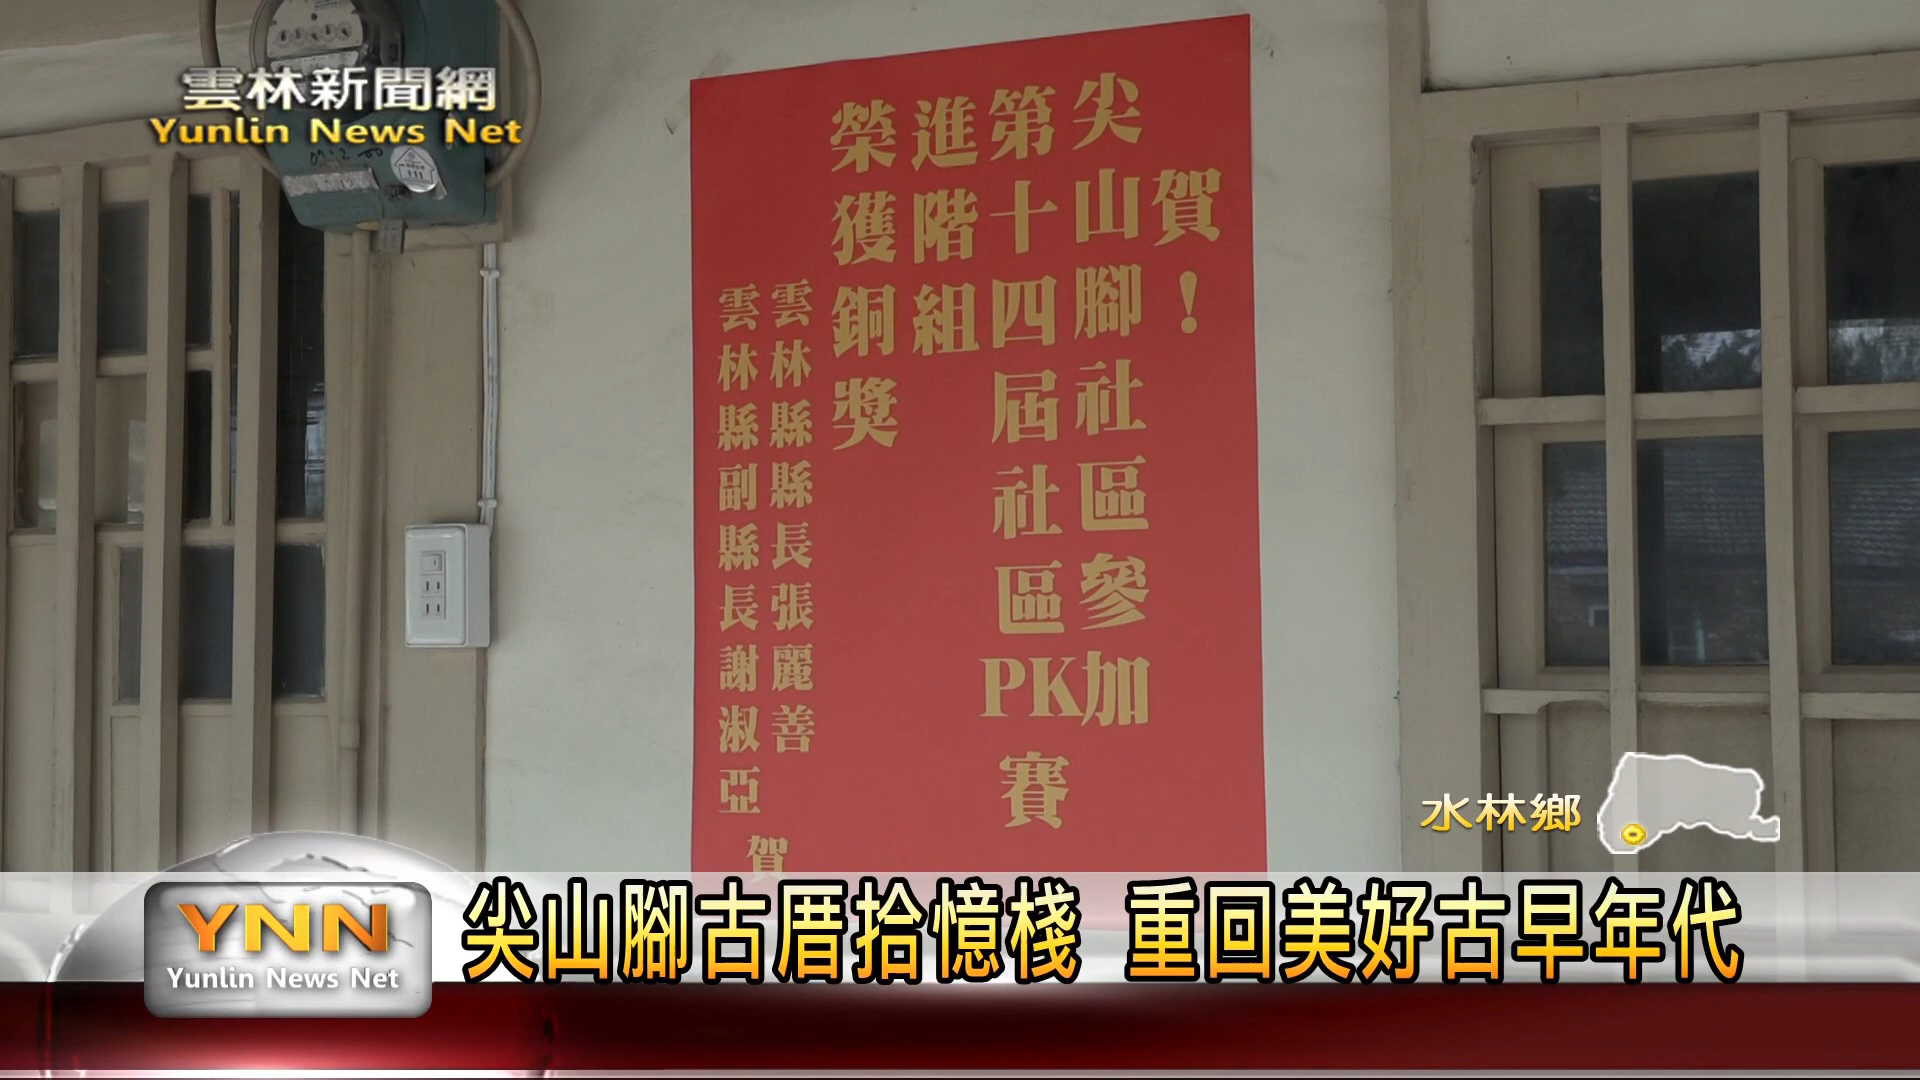 雲林新聞網
Yunlin News Net
賀！
尖山腳社區參加
第十四屆社區PK賽
進階組
榮獲銅獎
雲林縣縣長張麗善
雲林縣副縣長謝淑亞
賀
水林鄉
YNN
Yunlin News Net
尖山腳古厝拾憶棧 重回美好古早年代